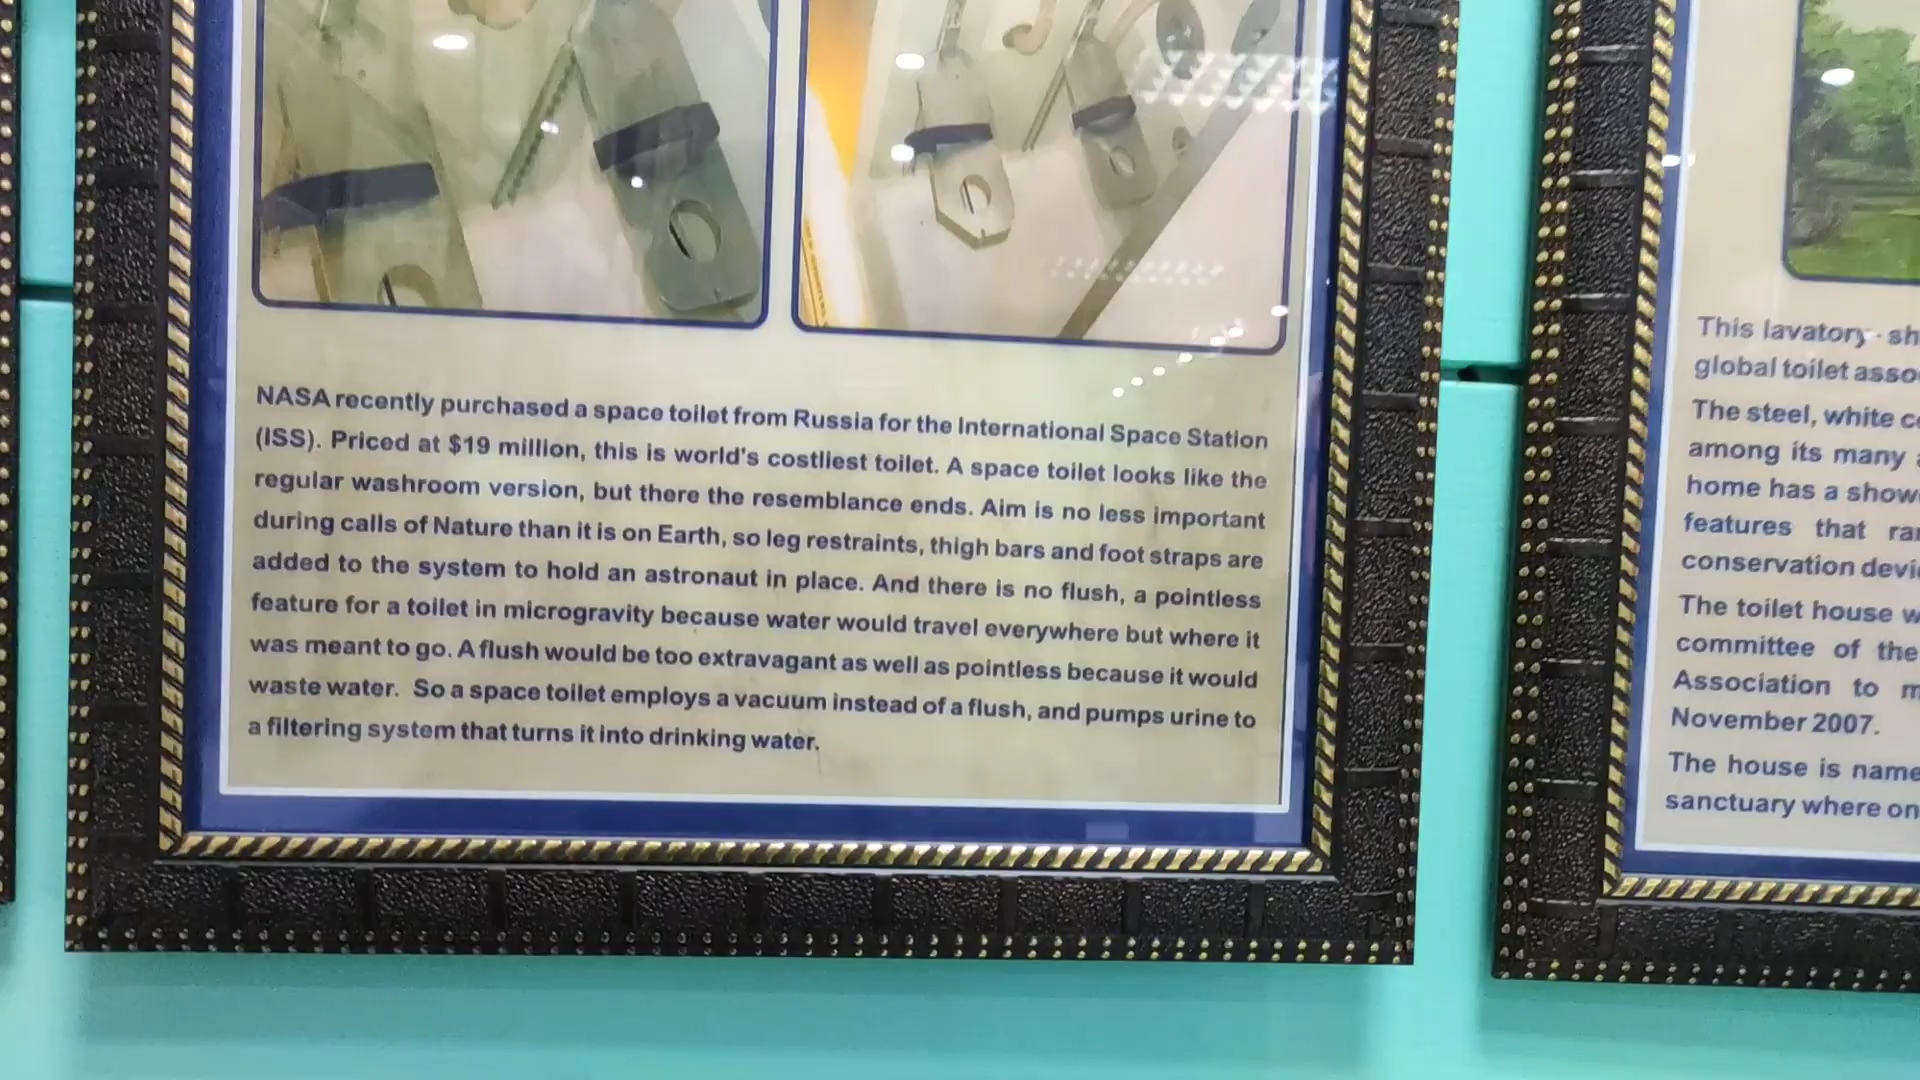 NASA recently purchased a space toilet from Russia for the International Space Station
(ISS). Priced at $19 million, this is world's costliest toilet. A space toilet looks like the
regular washroom version, but there the resemblance ends. Aim is no less important
during calls of Nature than it is on Earth, so leg restraints, thigh bars and foot straps are
added to the system to hold an astronaut in place. And there is no flush, a pointless
feature for a toilet in microgravity because water would travel everywhere but where it
was meant to go. A flush would be too extravagant as well as pointless because it would
waste water. So a space toilet employs a vacuum instead of a flush, and pumps urine to
a filtering system that turns it into drinking water.
This lavatory - sh
global toilet asso
The steel, white c
among its many
home has a show
features that ra
conservation devi
The toilet house w
committee of the
Association to m
November 2007.
The house is name
sanctuary where on